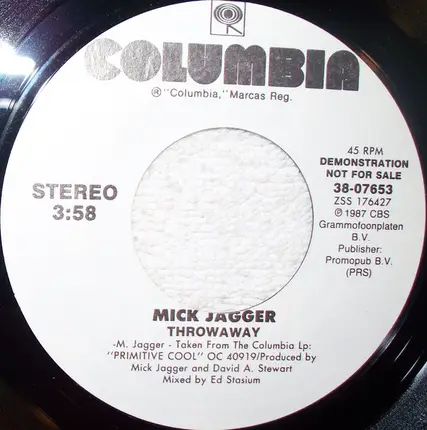 COLUMBIA
® "Columbia," Marcas Reg.
STEREO
3:58
45 RPM
DEMONSTRATION
NOT FOR SALE
38-07653
ZSS 176427
℗ 1987 CBS
Grammofoonplaten
B.V.
Publisher:
Promopub B.V.
(PRS)
MICK JAGGER
THROWAWAY
-M. Jagger - Taken From The Columbia Lp:
"PRIMITIVE COOL" OC 40919/Produced by
Mick Jagger and David A. Stewart
Mixed by Ed Stasium